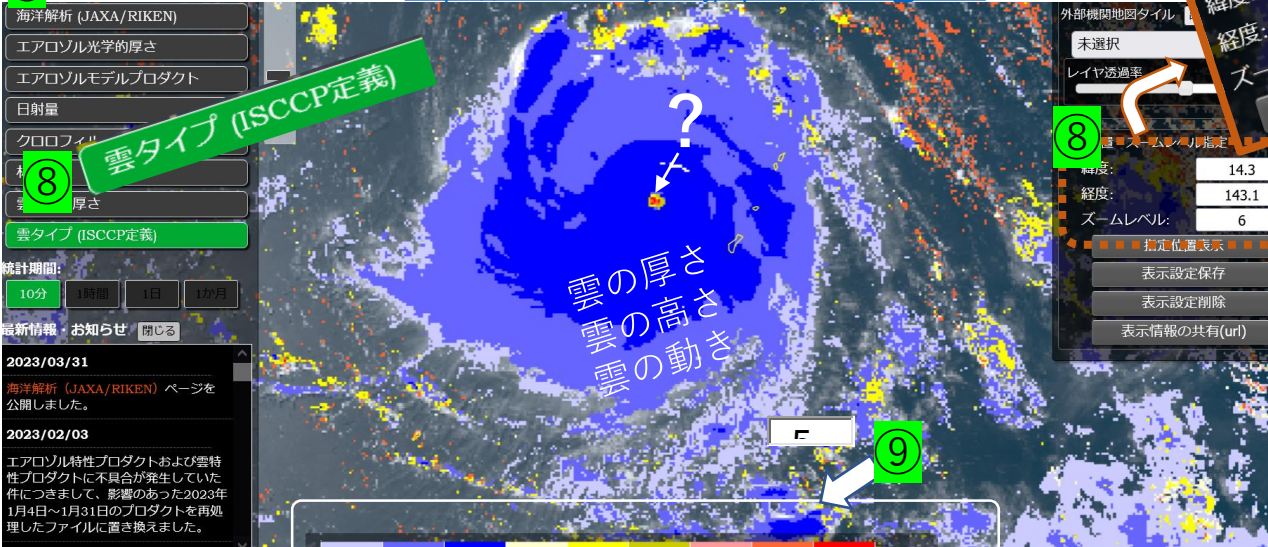 海洋解析 (JAXA/RIKEN)
エアロゾル光学的厚さ
エアロゾルモデルプロダクト
日射量
クロロフィル
⑧
厚さ
雲タイプ (ISCCP定義)
雲タイプ (ISCCP定義)
統計期間:
10分
1時間
1日
1か月
最新情報・お知らせ 閉じる
2023/03/31
海洋解析（JAXA/RIKEN）ページを
公開しました。
2023/02/03
エアロゾル特性プロダクトおよび雲特
性プロダクトに不具合が発生していた
件につきまして、影響のあった2023年
1月4日～1月31日のプロダクトを再処
理したファイルに置き換えました。
?
雲の厚さ
雲の高さ
雲の動き
⑨
外部機関地図タイル
未選択
レイヤ透過率
⑧
ズームレベル指定
緯度: 14.3
経度: 143.1
ズームレベル: 6
指定位置表示
表示設定保存
表示設定削除
表示情報の共有(url)
緯度
経度:
ズー